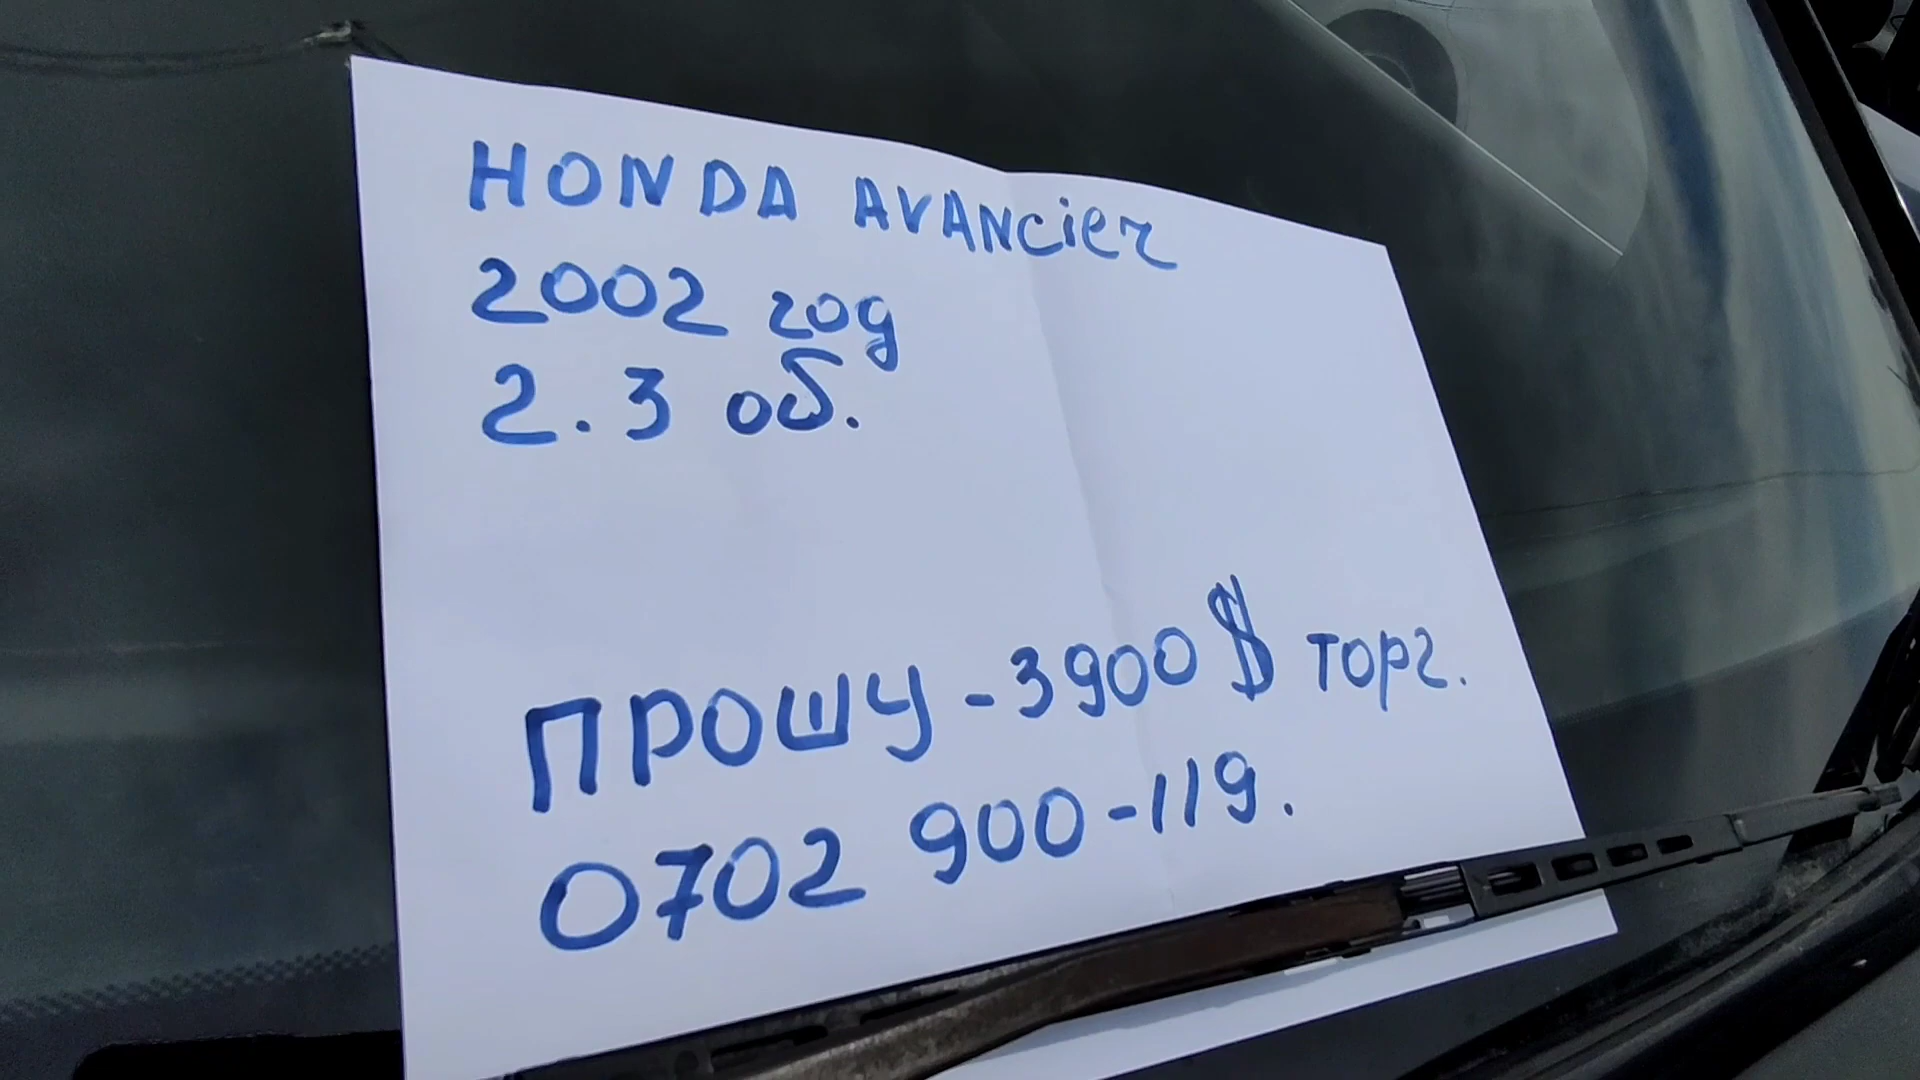 HONDA AVANCier
2002 год
2.3 об.
ПРОШУ - 3900 $ торг.
0702 900-119.